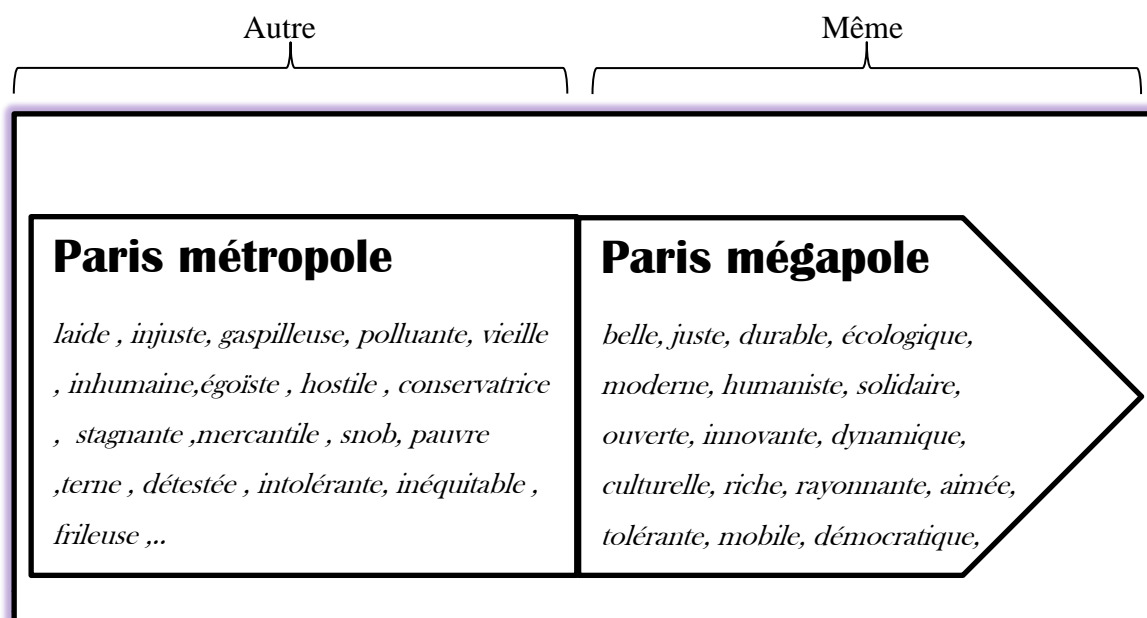 Autre
Même
Paris métropole
laide , injuste, gaspilleuse, polluante, vieille
, inhumaine,égoïste , hostile , conservatrice
, stagnante ,mercantile , snob, pauvre
,terne , détestée , intolérante, inéquitable ,
frileuse ,..
Paris mégapole
belle, juste, durable, écologique,
moderne, humaniste, solidaire,
ouverte, innovante, dynamique,
culturelle, riche, rayonnante, aimée,
tolérante, mobile, démocratique,